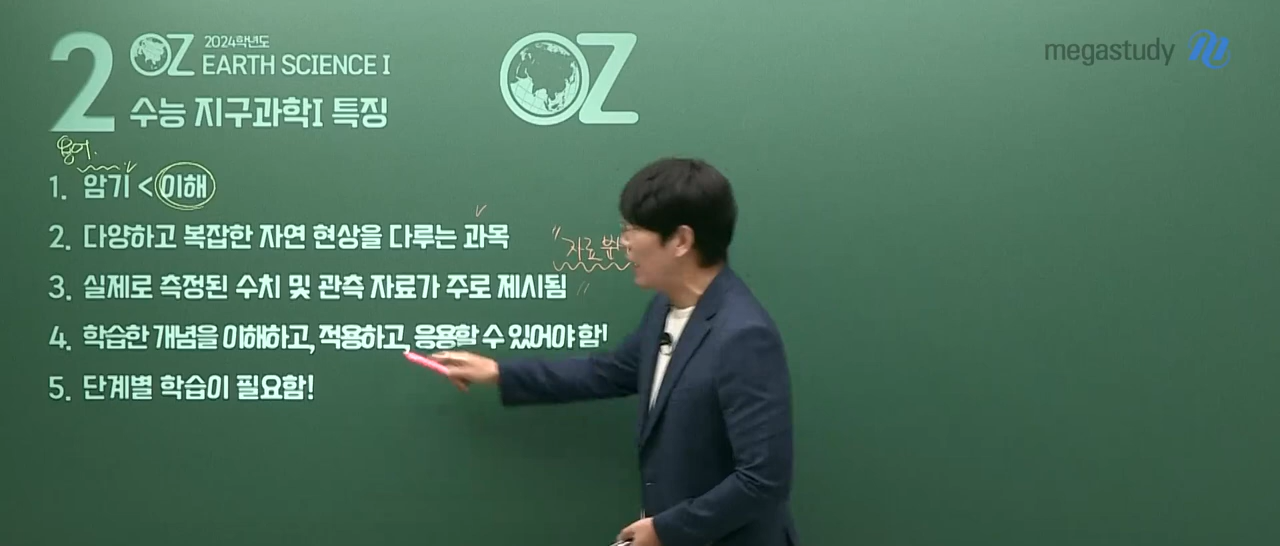 2
OZ
2024학년도
EARTH SCIENCE I
수능 지구과학I 특징
OZ
megastudy
용어.
1. 암기 < 이해
2. 다양하고 복잡한 자연 현상을 다루는 과목
"자료 분
3. 실제로 측정된 수치 및 관측 자료가 주로 제시됨
4. 학습한 개념을 이해하고, 적용하고, 응용할 수 있어야 함!
5. 단계별 학습이 필요함!